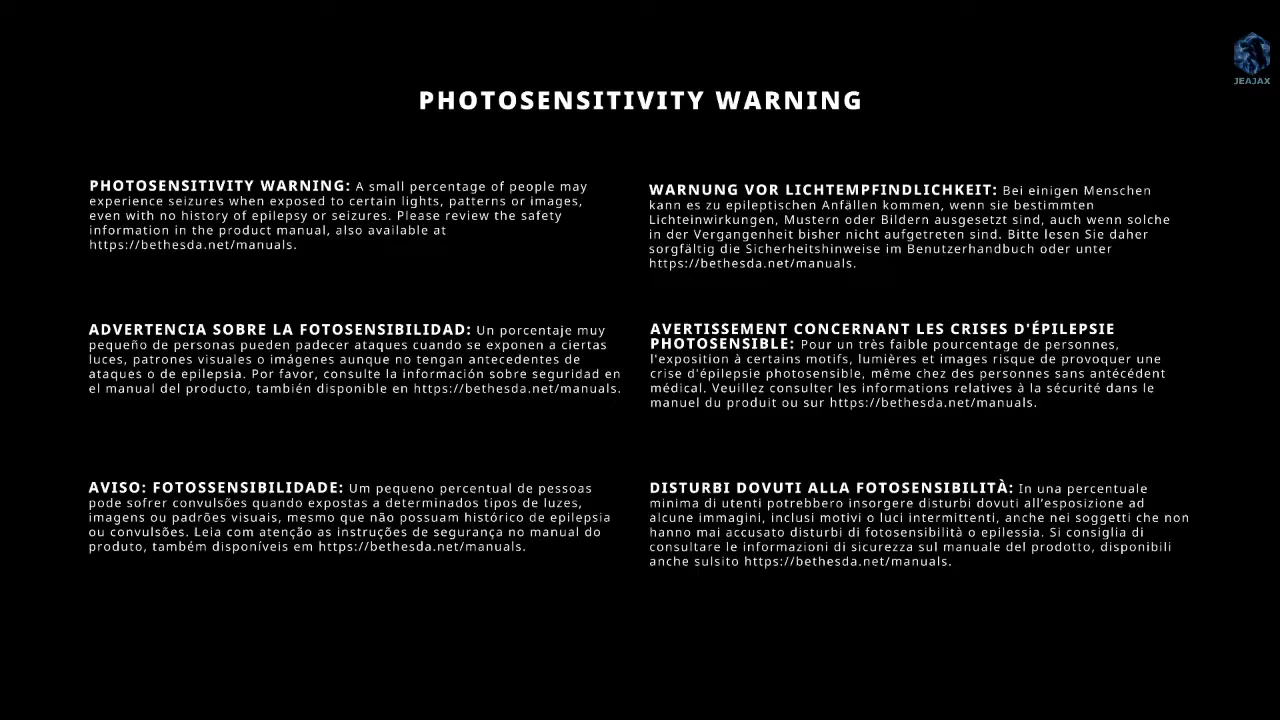 JEAJAX
PHOTOSENSITIVITY WARNING
PHOTOSENSITIVITY WARNING: A small percentage of people may
experience seizures when exposed to certain lights, patterns or images,
even with no history of epilepsy or seizures. Please review the safety
information in the product manual, also available at
https://bethesda.net/manuals.
WARNUNG VOR LICHTEMPFINDLICHKEIT: Bei einigen Menschen
kann es zu epileptischen Anfällen kommen, wenn sie bestimmten
Lichteinwirkungen, Mustern oder Bildern ausgesetzt sind, auch wenn solche
in der Vergangenheit bisher nicht aufgetreten sind. Bitte lesen Sie daher
sorgfältig die Sicherheitshinweise im Benutzerhandbuch oder unter
https://bethesda.net/manuals.
ADVERTENCIA SOBRE LA FOTOSENSIBILIDAD: Un porcentaje muy
pequeño de personas pueden padecer ataques cuando se exponen a ciertas
luces, patrones visuales o imágenes aunque no tengan antecedentes de
ataques o de epilepsia. Por favor, consulte la información sobre seguridad en
el manual del producto, también disponible en https://bethesda.net/manuals.
AVERTISSEMENT CONCERNANT LES CRISES D'ÉPILEPSIE
PHOTOSENSIBLE: Pour un très faible pourcentage de personnes,
l'exposition à certains motifs, lumières et images risque de provoquer une
crise d'épilepsie photosensible, même chez des personnes sans antécédent
médical. Veuillez consulter les informations relatives à la sécurité dans le
manuel du produit ou sur https://bethesda.net/manuals.
AVISO: FOTOSSENSIBILIDADE: Um pequeno percentual de pessoas
pode sofrer convulsões quando expostas a determinados tipos de luzes,
imagens ou padrões visuais, mesmo que não possuam histórico de epilepsia
ou convulsões. Leia com atenção as instruções de segurança no manual do
produto, também disponíveis em https://bethesda.net/manuals.
DISTURBI DOVUTI ALLA FOTOSENSIBILITÀ: In una percentuale
minima di utenti potrebbero insorgere disturbi dovuti all’esposizione ad
alcune immagini, inclusi motivi o luci intermittenti, anche nei soggetti che non
hanno mai accusato disturbi di fotosensibilità o epilessia. Si consiglia di
consultare le informazioni di sicurezza sul manuale del prodotto, disponibili
anche sulsito https://bethesda.net/manuals.